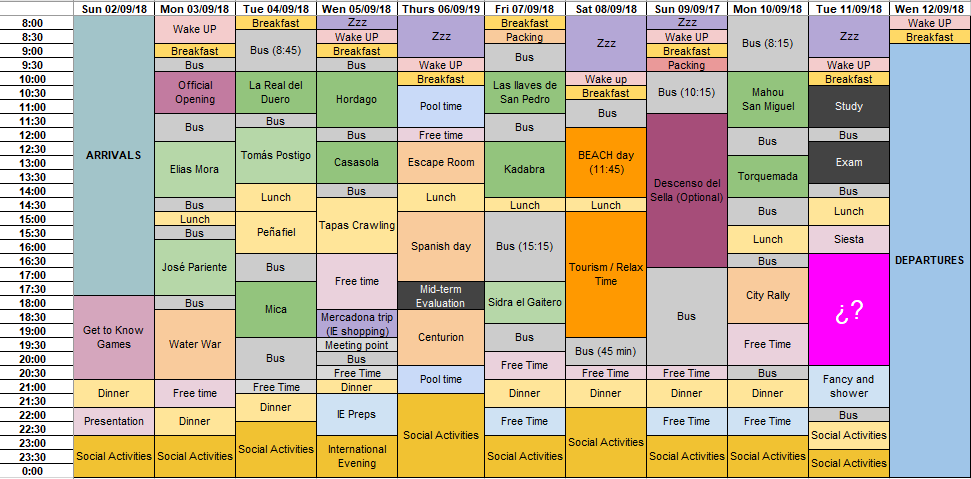 Sun 02/09/18 Mon 03/09/18 Tue 04/09/18 Wen 05/09/18 Thurs 06/09/19 Fri 07/09/18 Sat 08/09/18 Sun 09/09/17 Mon 10/09/18 Tue 11/09/18 Wen 12/09/18
8:00 Wake UP Breakfast Zzz Breakfast Zzz Wake UP
8:30 Bus (8:45) Wake UP Zzz Packing Zzz Wake UP Bus (8:15) Zzz Breakfast
9:00 Breakfast Breakfast Bus Breakfast
9:30 Bus Bus Wake UP Packing Wake UP
10:00 Official Opening La Real del Duero Hordago Breakfast Las llaves de San Pedro Wake up Bus (10:15) Mahou San Miguel Breakfast
10:30 Pool time Breakfast Study
11:00 Bus
11:30 Bus Bus Bus
12:00 Bus Free time Bus
12:30 ARRIVALS Elias Mora Tomás Postigo Casasola Escape Room Kadabra BEACH day (11:45) Descenso del Sella (Optional) Torquemada Exam
13:00
13:30
14:00 Lunch Bus Lunch Bus
14:30 Bus Tapas Crawling Lunch Lunch Bus Lunch
15:00 Lunch Peñafiel Spanish day Bus (15:15) Tourism / Relax Time
15:30 Bus Lunch Siesta
16:00 José Pariente
16:30 Bus Free time Bus ¿? DEPARTURES
17:00 City Rally
17:30 Mica Mid-term Evaluation Sidra el Gaitero Bus
18:00 Get to Know Games Bus
18:30 Water War Mercadona trip (IE shopping) Centurion
19:00 Bus Free Time
19:30 Bus Meeting point Bus (45 min)
20:00 Bus Free Time
20:30 Free Time Pool time Free Time Free Time Bus Fancy and shower
21:00 Dinner Free time Free Time Dinner Dinner Dinner Dinner Dinner
21:30 Dinner IE Preps Social Activities
22:00 Presentation Dinner Free Time Social Activities Free Time Free Time Bus
22:30 Social Activities Social Activities
23:00 Social Activities Social Activities International Evening Social Activities Social Activities Social Activities
23:30 Social Activities
0:00